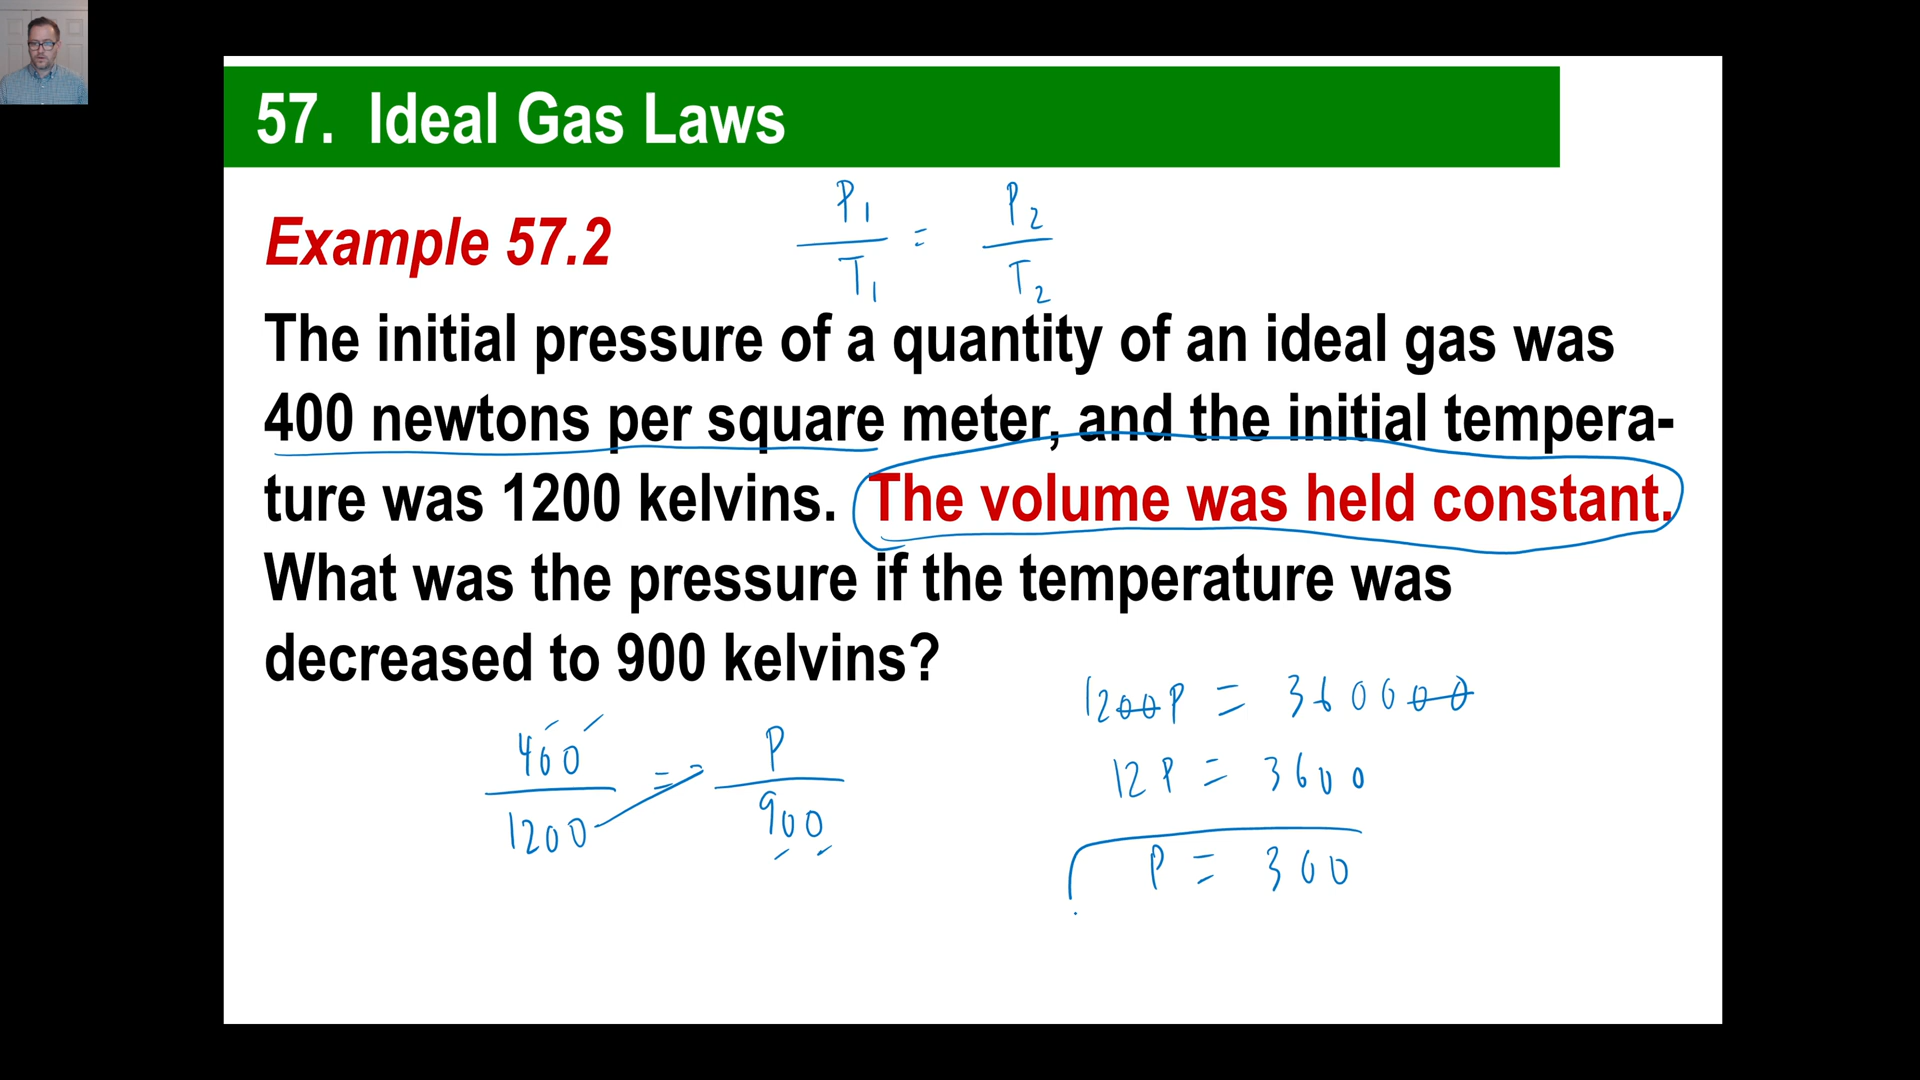 57. Ideal Gas Laws
Example 57.2
P1
T1
=
P2
T2
The initial pressure of a quantity of an ideal gas was
400 newtons per square meter, and the initial tempera-
ture was 1200 kelvins. The volume was held constant.
What was the pressure if the temperature was
decreased to 900 kelvins?
400
1200
=
P
900
1200P = 360000
12P = 3600
P = 300